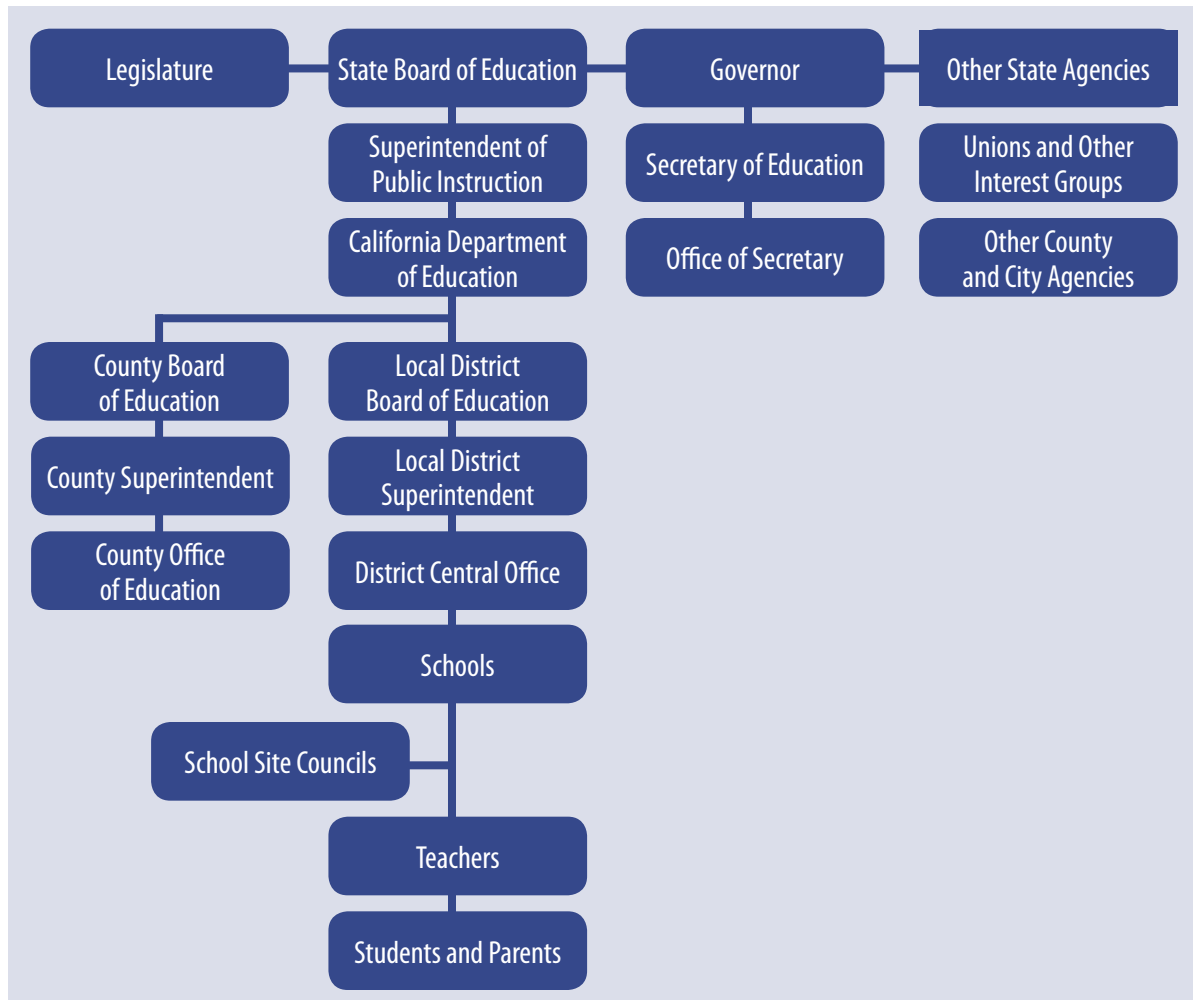 Legislature
State Board of Education
Governor
Other State Agencies
Superintendent of
Public Instruction
Secretary of Education
Unions and Other
Interest Groups
California Department
of Education
Office of Secretary
Other County
and City Agencies
County Board
of Education
Local District
Board of Education
County Superintendent
Local District
Superintendent
County Office
of Education
District Central Office
Schools
School Site Councils
Teachers
Students and Parents